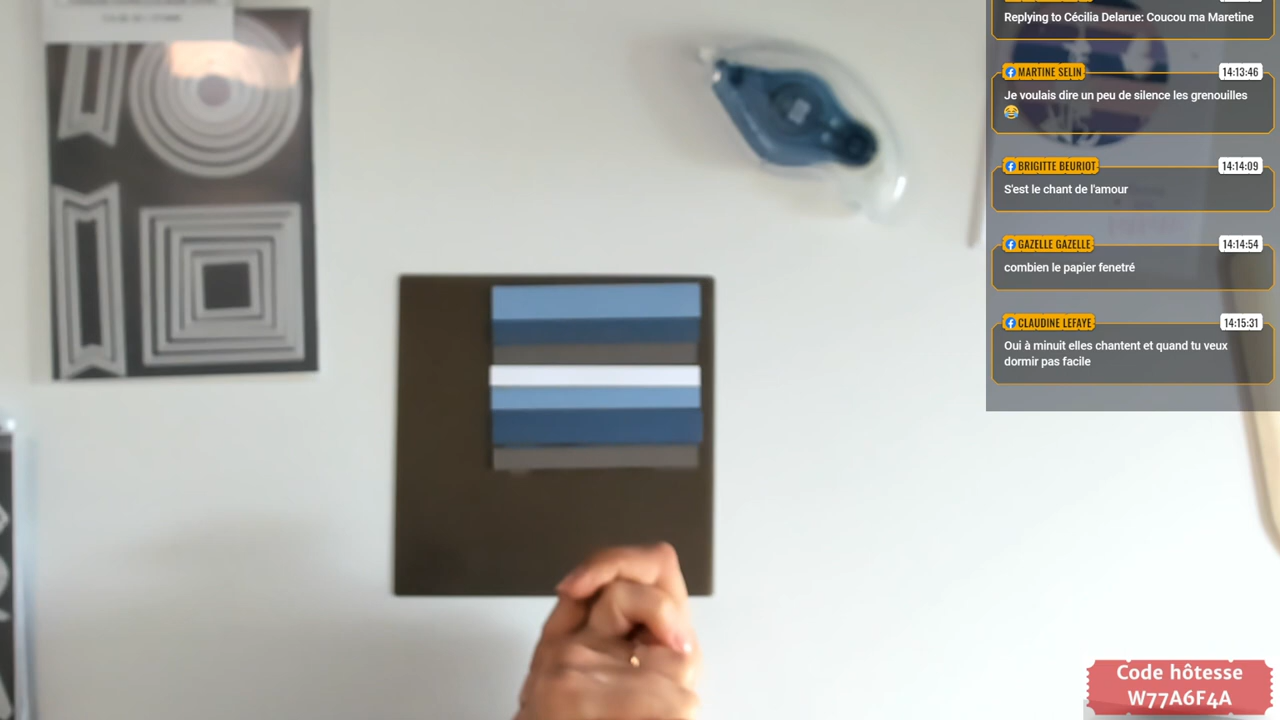 Replying to Cécilia Delarue: Coucou ma Maretine
MARTINE SELIN
14:13:46
Je voulais dire un peu de silence les grenouilles
😂
BRIGITTE BEURIOT
14:14:09
S'est le chant de l'amour
GAZELLE GAZELLE
14:14:54
combien le papier fenetré
CLAUDINE LEFAYE
14:15:31
Oui à minuit elles chantent et quand tu veux
dormir pas facile
Code hôtesse
W77A6F4A